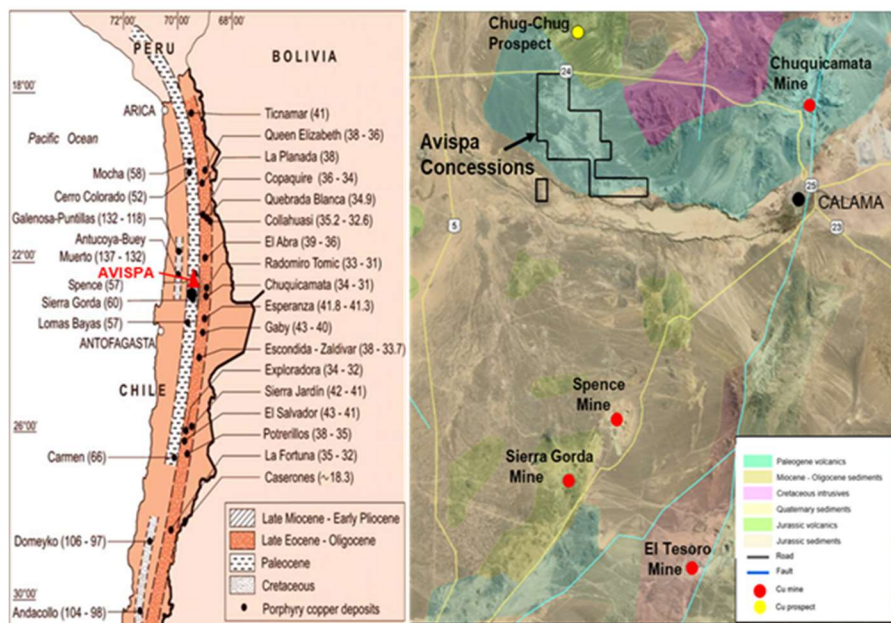 72°00'
70°00'
68°00'
PERU
BOLIVIA
18°00'
ARICA
Pacific Ocean
Mocha (58)
Cerro Colorado (52)
Galenosa-Puntillas (132 - 118)
Antucoya-Buey
Muerto (137 - 132)
22°00'
AVISPA
Spence (57)
Sierra Gorda (60)
Lomas Bayas (57)
ANTOFAGASTA
CHILE
26°00'
Carmen (66)
Domeyko (106 - 97)
30°00'
Andacollo (104 - 98)
Ticnamar (41)
Queen Elizabeth (38 - 36)
La Planada (38)
Copaquire (36 - 34)
Quebrada Blanca (34.9)
Collahuasi (35.2 - 32.6)
El Abra (39 - 36)
Radomiro Tomic (33 - 31)
Chuquicamata (34 - 31)
Esperanza (41.8 - 41.3)
Gaby (43 - 40)
Escondida - Zaldivar (38 - 33.7)
Exploradora (34 - 32)
Sierra Jardín (42 - 41)
El Salvador (43 - 41)
Potrerillos (38 - 35)
La Fortuna (35 - 32)
Caserones (~18.3)
Late Miocene - Early Pliocene
Late Eocene - Oligocene
Paleocene
Cretaceous
Porphyry copper deposits
Chug-Chug
Prospect
24
Chuquicamata
Mine
Avispa
Concessions
25
CALAMA
5
23
Spence
Mine
Sierra Gorda
Mine
El Tesoro
Mine
Paleogene volcanics
Miocene - Oligocene sediments
Cretaceous intrusives
Quaternary sediments
Jurassic volcanics
Jurassic sediments
Road
Fault
Cu mine
Cu prospect